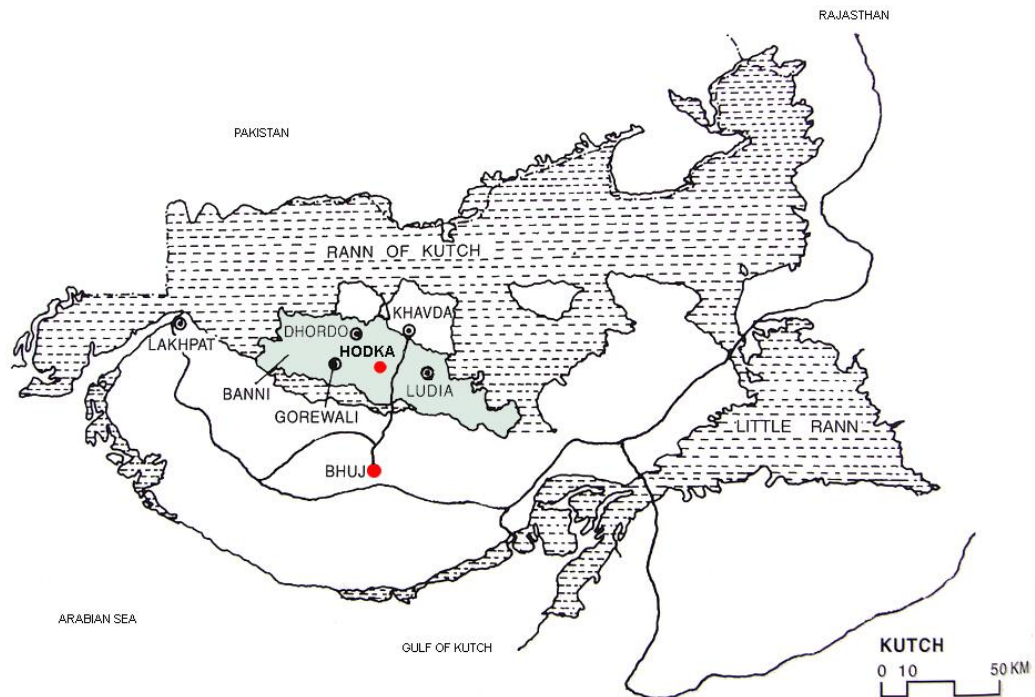 RAJASTHAN
PAKISTAN
RANN OF KUTCH
KHAVDA
DHORDO
LAKHPAT
HODKA
BANNI
LUDIA
GOREWALI
LITTLE RANN
BHUJ
ARABIAN SEA
GULF OF KUTCH
KUTCH
0 10 50 KM